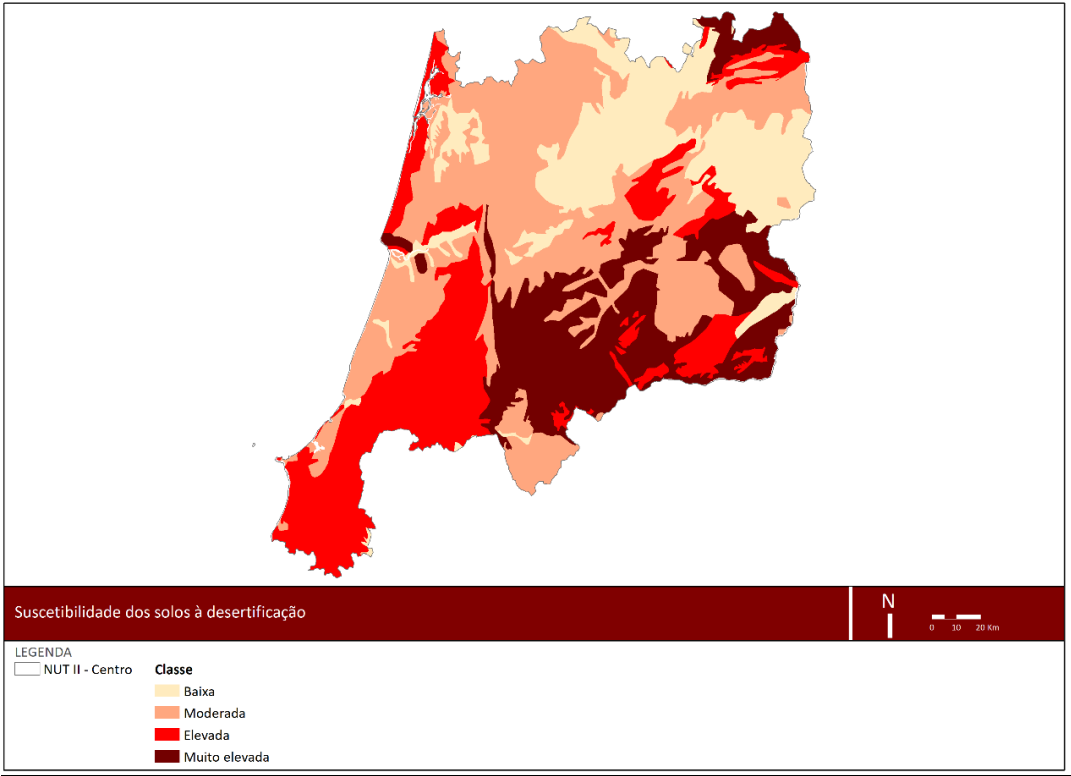 Suscetibilidade dos solos à desertificação
N
0 10 20 Km
LEGENDA
NUT II - Centro
Classe
Baixa
Moderada
Elevada
Muito elevada